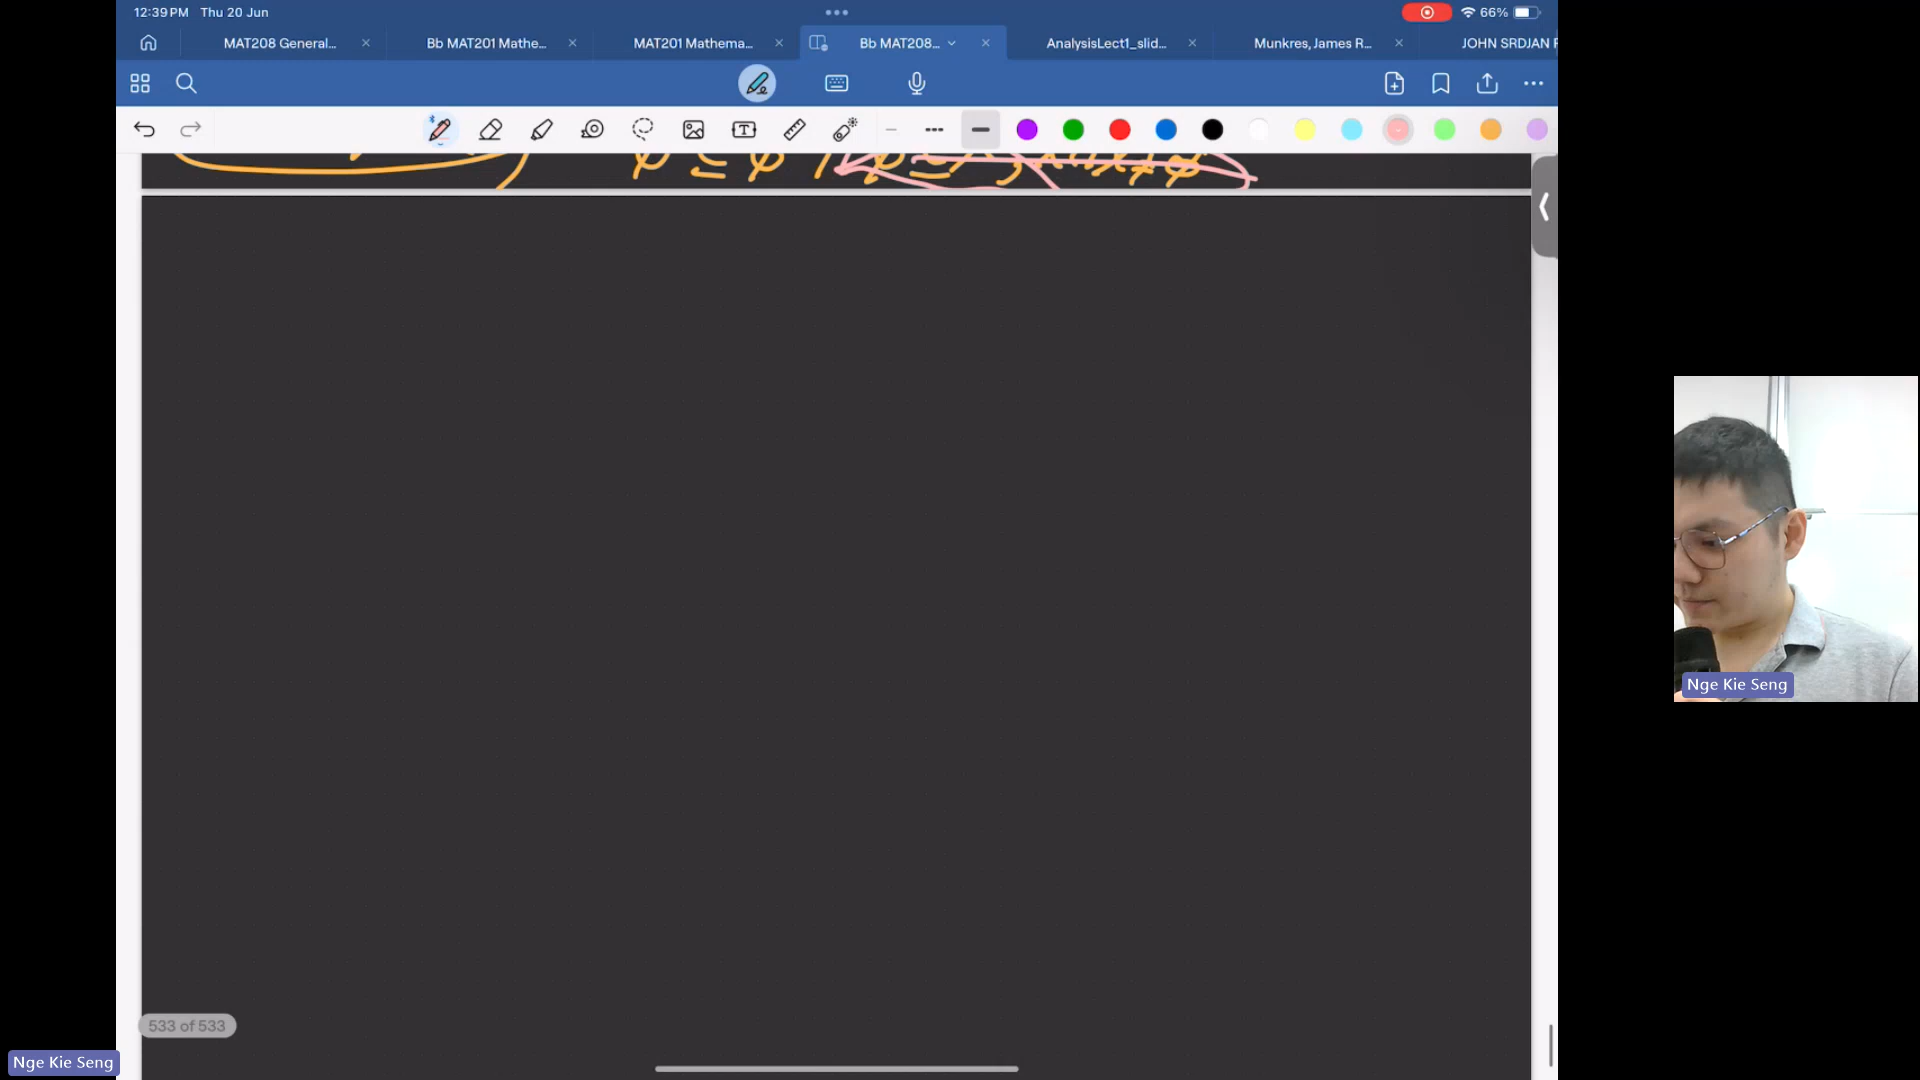 12:39 PM Thu 20 Jun
66%
MAT208 General...
Bb MAT201 Mathe...
MAT201 Mathema...
Bb MAT208...
AnalysisLect1_slid...
Munkres, James R...
JOHN SRDJAN
533 of 533
Nge Kie Seng
Nge Kie Seng